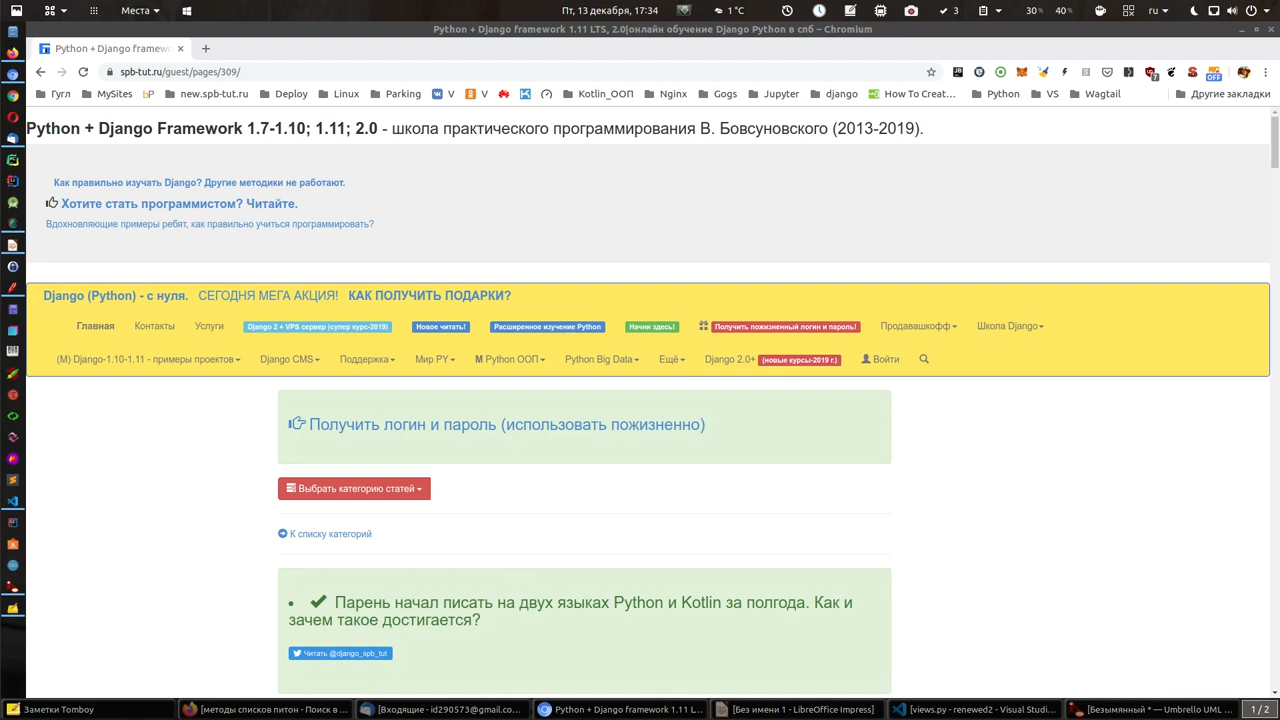 Места
Пт, 13 декабря, 17:34
1 °C
3
30%
ru
Python + Django framework 1.11 LTS, 2.0|онлайн обучение Django Python в спб – Chromium
Python + Django framewo
spb-tut.ru/guest/pages/309/
7
OFF
Гугл MySites bP new.spb-tut.ru Deploy Linux Parking V V Kotlin_ООП Nginx Gogs Jupyter django How To Creat… Python VS Wagtail Другие закладки
Python + Django Framework 1.7-1.10; 1.11; 2.0 - школа практического программирования В. Бовсуновского (2013-2019).
Как правильно изучать Django? Другие методики не работают.
Хотите стать программистом? Читайте.
Вдохновляющие примеры ребят, как правильно учиться программировать?
Django (Python) - с нуля. СЕГОДНЯ МЕГА АКЦИЯ! КАК ПОЛУЧИТЬ ПОДАРКИ?
Главная Контакты Услуги Django 2 + VPS сервер (супер курс-2019) Новое читать! Расширенное изучение Python Начни здесь! Получить пожизненный логин и пароль! Продавашкофф Школа Django
(М) Django-1.10-1.11 - примеры проектов Django CMS Поддержка Мир PY М Python ООП Python Big Data Ещё Django 2.0+ (новые курсы-2019 г.) Войти
Получить логин и пароль (использовать пожизненно)
Выбрать категорию статей
К списку категорий
Парень начал писать на двух языках Python и Kotlin за полгода. Как и
зачем такое достигается?
Читать @django_spb_tut
Заметки Tomboy
[методы списков питон - Поиск в …
[Входящие - id290573@gmail.co…
Python + Django framework 1.11 L…
[Без имени 1 - LibreOffice Impress]
[views.py - renewed2 - Visual Studi…
[Безымянный * — Umbrello UML …
1 / 2